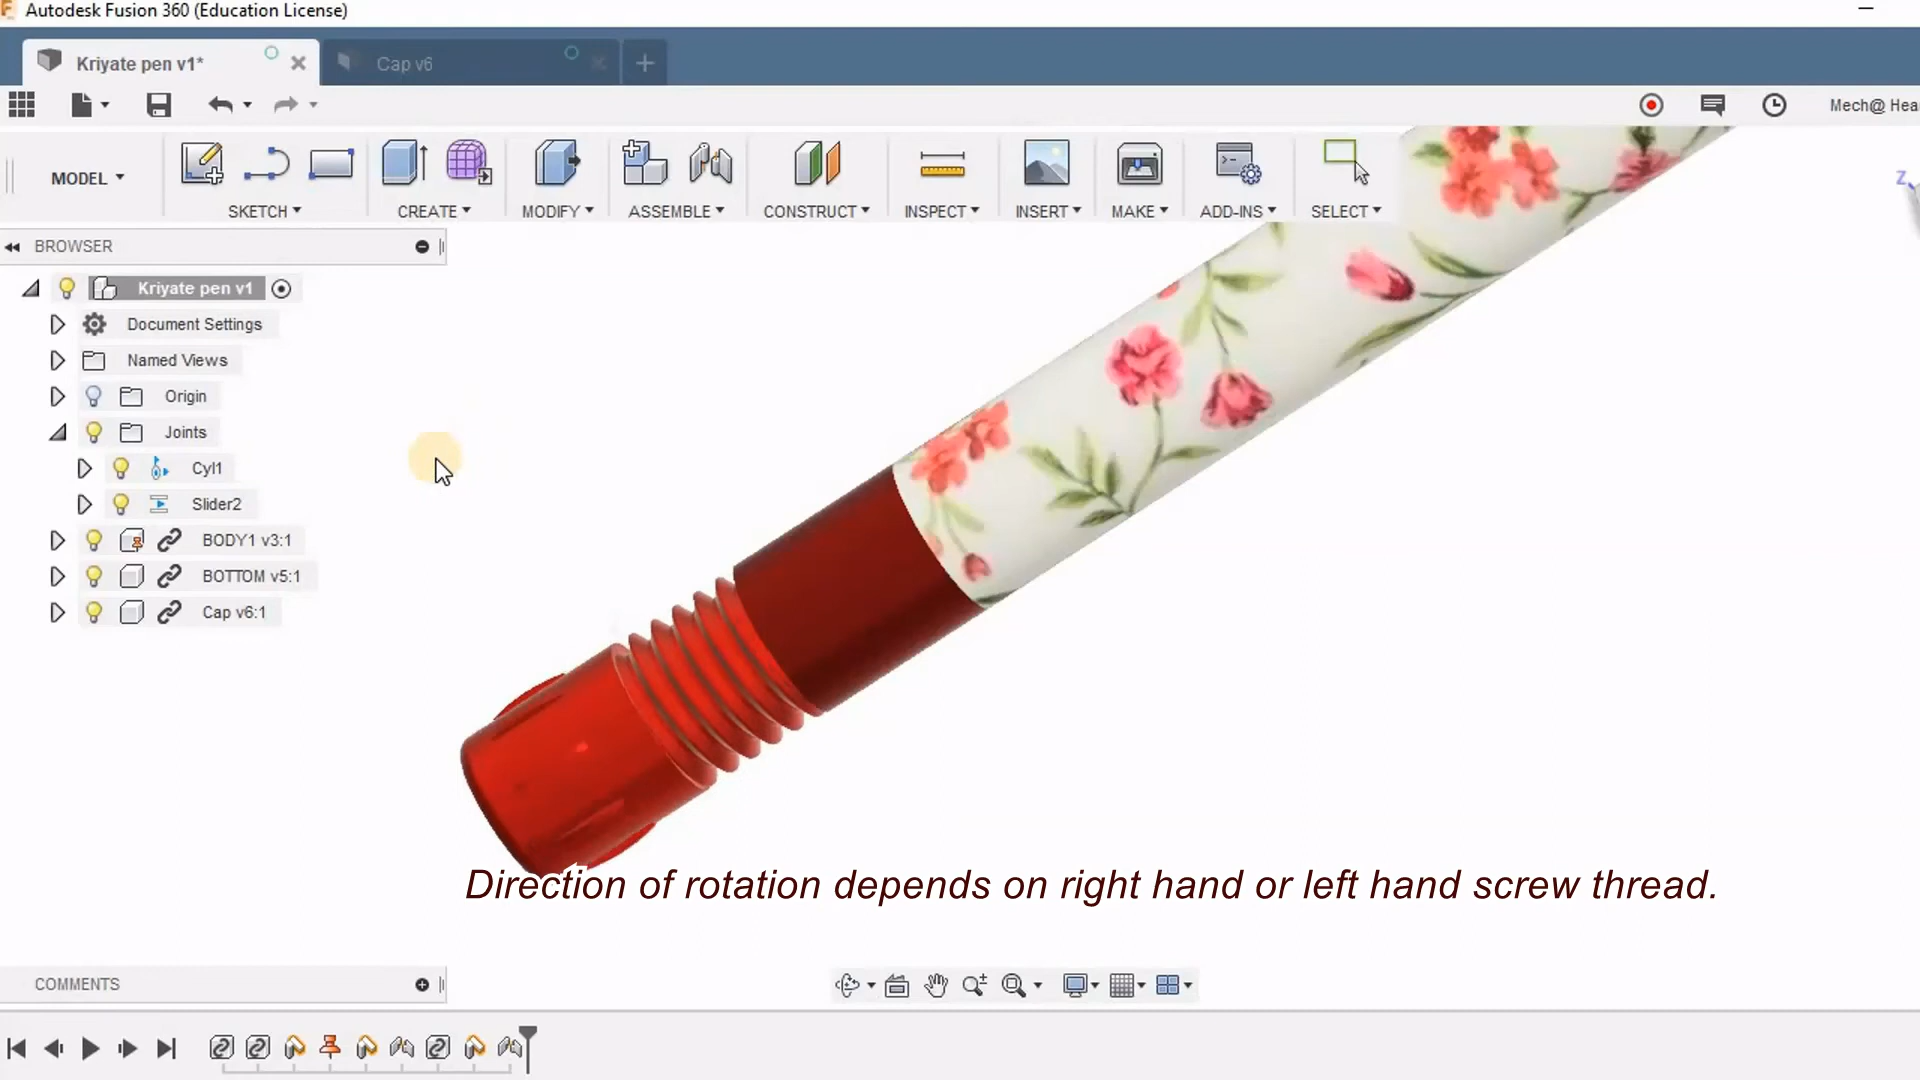 Autodesk Fusion 360 (Education License)
Kriyate pen v1*
Cap v6
Mech@ Hea
MODEL
SKETCH
CREATE
MODIFY
ASSEMBLE
CONSTRUCT
INSPECT
INSERT
MAKE
ADD-INS
SELECT
Z
BROWSER
Kriyate pen v1
Document Settings
Named Views
Origin
Joints
Cyl1
Slider2
BODY1 v3:1
BOTTOM v5:1
Cap v6:1
Direction of rotation depends on right hand or left hand screw thread.
COMMENTS